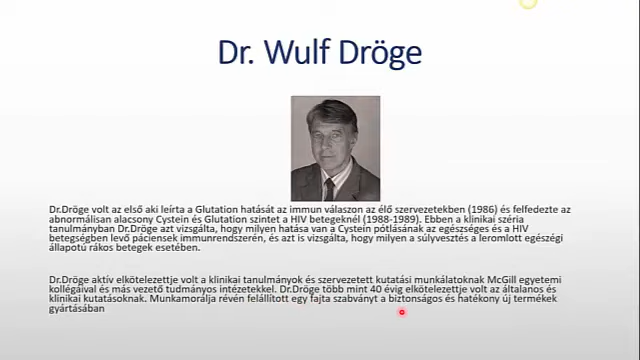 Dr. Wulf Dröge
Dr.Dröge volt az első aki leírta a Glutation hatását az immun válaszon az élő szervezetekben (1986) és felfedezte az
abnormálisan alacsony Cystein és Glutation szintet a HIV betegeknél (1988-1989). Ebben a klinikai széria
tanulmányban Dr.Dröge azt vizsgálta, hogy milyen hatása van a Cystein pótlásának az egészséges és a HIV
betegségben levő páciensek immunrendszerén, és azt is vizsgálta, hogy milyen a súlyvesztés a leromlott egészégi
állapotú rákos betegek esetében.
Dr.Dröge aktív elkötelezettje volt a klinikai tanulmányok és szervezett kutatási munkálatoknak McGill egyetemi
kollégáival és más vezető tudmányos intézetekkel. Dr.Dröge több mint 40 évig elkötelezettje volt az általános és
klinikai kutatásoknak. Munkamorálja révén felállított egy fajta szabványt a biztonságos és hatékony új termékek
gyártásában